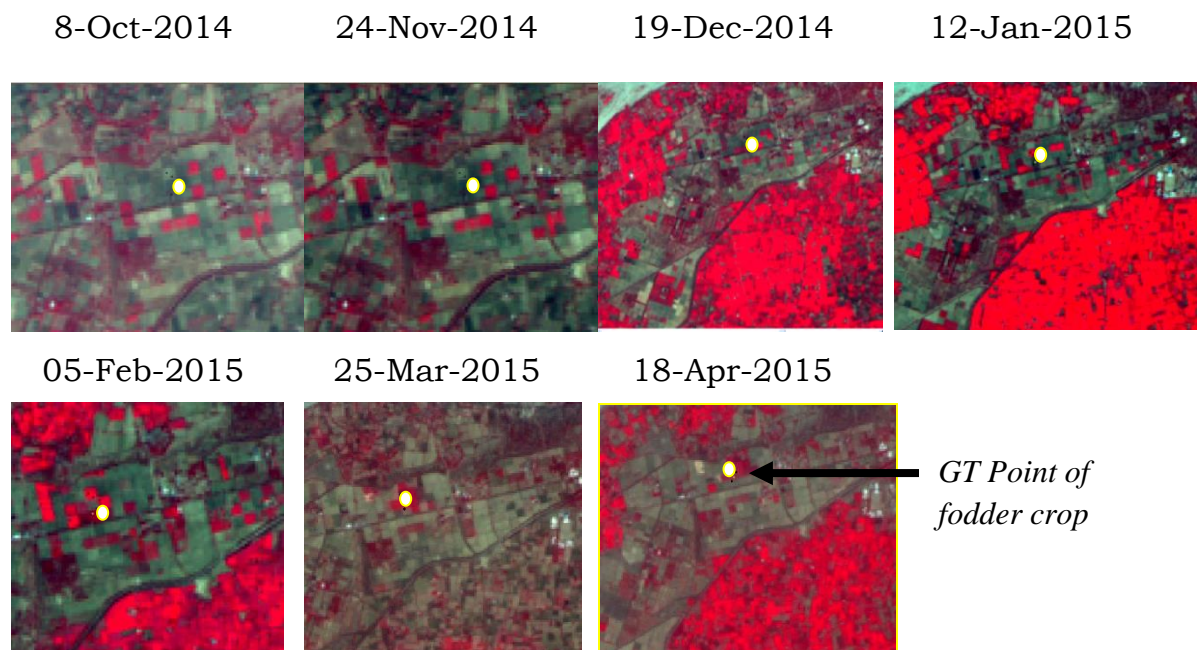 8-Oct-2014
24-Nov-2014
19-Dec-2014
12-Jan-2015
05-Feb-2015
25-Mar-2015
18-Apr-2015
GT Point of
fodder crop